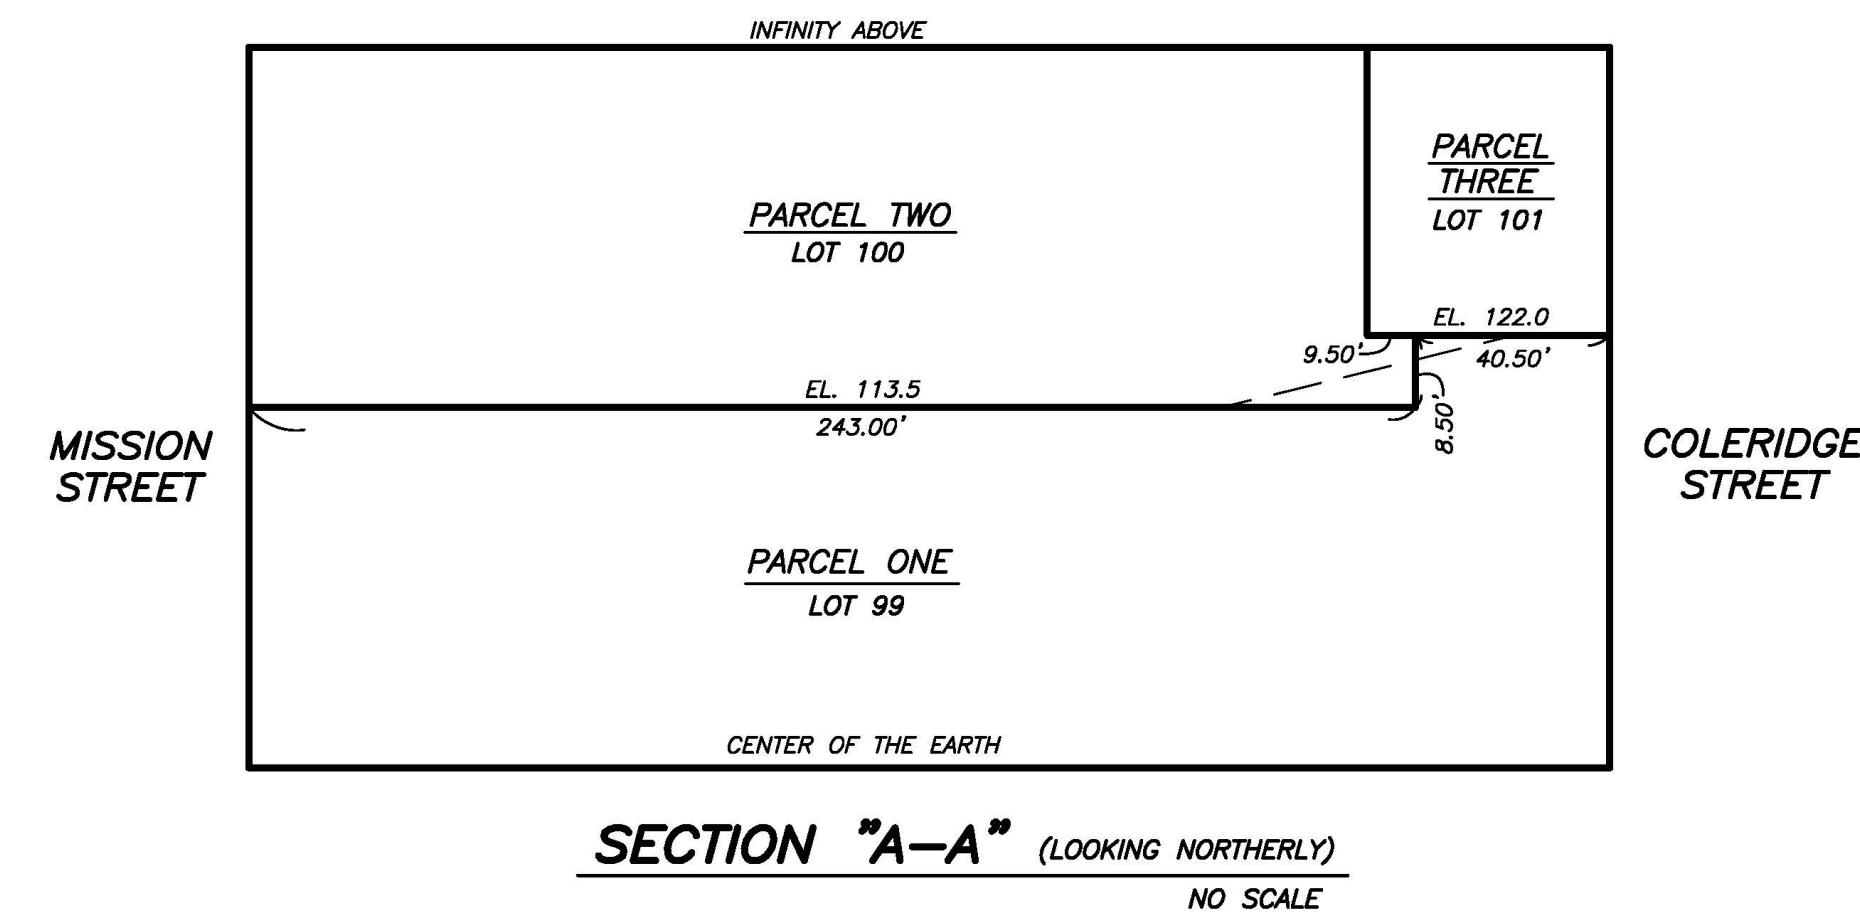 INFINITY ABOVE
PARCEL
THREE
LOT 101
PARCEL TWO
LOT 100
EL. 122.0
9.50'
40.50'
EL. 113.5
243.00'
8.50'
MISSION
STREET
COLERIDGE
STREET
PARCEL ONE
LOT 99
CENTER OF THE EARTH
SECTION "A–A" (LOOKING NORTHERLY)
NO SCALE